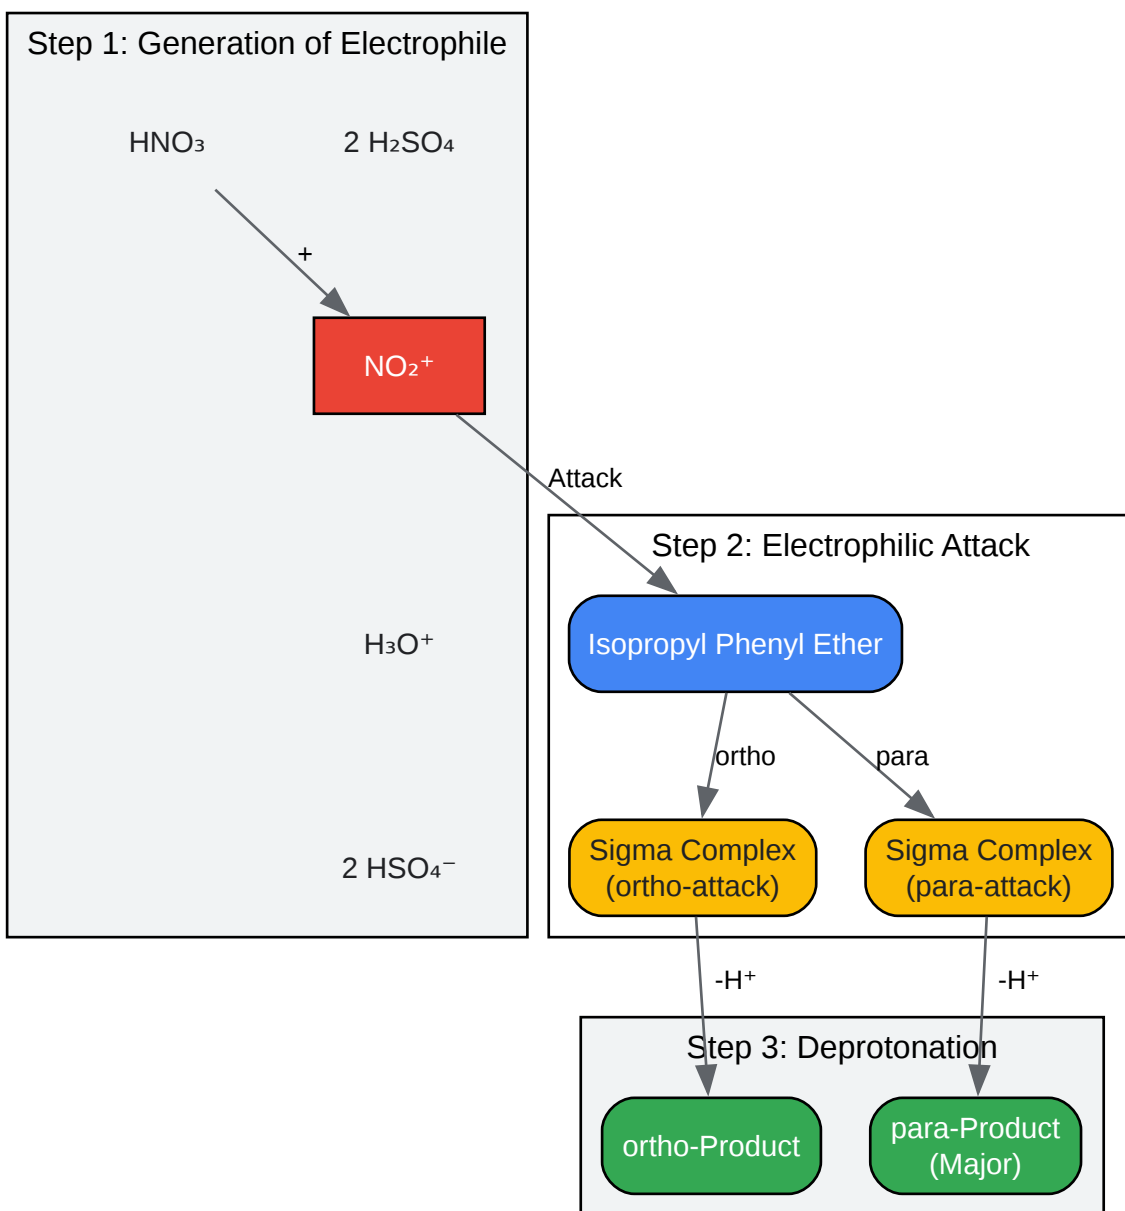 Step 1: Generation of Electrophile
HNO₃
2 H₂SO₄
+
NO₂⁺
Attack
H₃O⁺
2 HSO₄⁻
Step 2: Electrophilic Attack
Isopropyl Phenyl Ether
ortho
para
Sigma Complex
(ortho-attack)
Sigma Complex
(para-attack)
-H⁺
-H⁺
Step 3: Deprotonation
ortho-Product
para-Product
(Major)